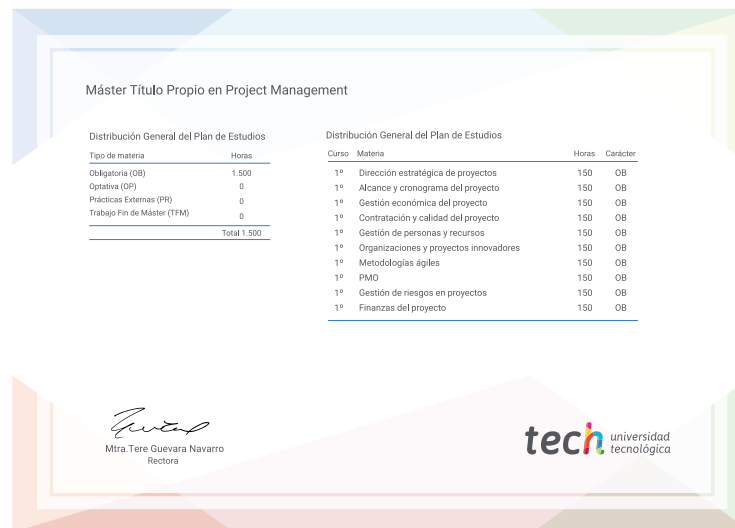 Máster Título Propio en Project Management
Distribución General del Plan de Estudios
Tipo de materia Horas
Obligatoria (OB) 1.500
Optativa (OP) 0
Prácticas Externas (PR) 0
Trabajo Fin de Máster (TFM) 0
Total 1.500
Distribución General del Plan de Estudios
Curso Materia Horas Carácter
1º Dirección estratégica de proyectos 150 OB
1º Alcance y cronograma del proyecto 150 OB
1º Gestión económica del proyecto 150 OB
1º Contratación y calidad del proyecto 150 OB
1º Gestión de personas y recursos 150 OB
1º Organizaciones y proyectos innovadores 150 OB
1º Metodologías ágiles 150 OB
1º PMO 150 OB
1º Gestión de riesgos en proyectos 150 OB
1º Finanzas del proyecto 150 OB
Mtra.Tere Guevara Navarro
Rectora
tech universidad
tecnológica